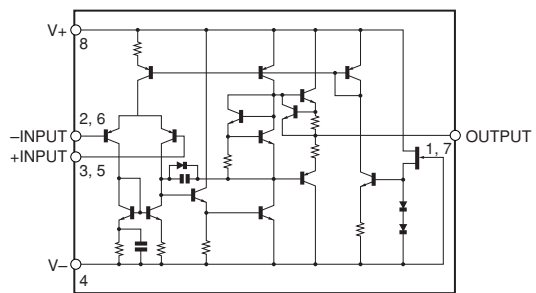 V+
8
2, 6
–INPUT
+INPUT
3, 5
OUTPUT
1, 7
V–
4